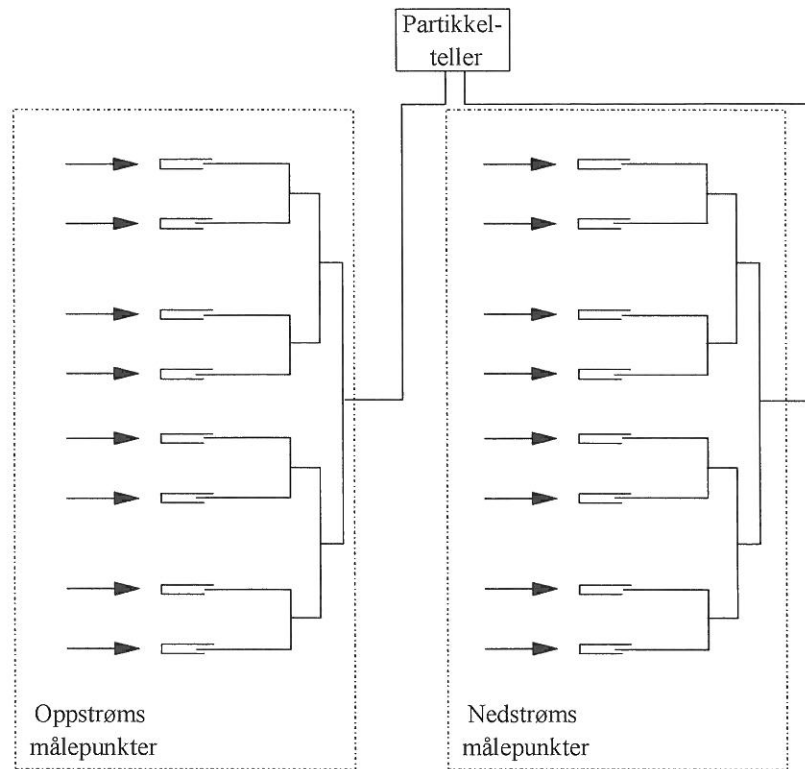 Partikkel-
teller
Oppstrøms
målepunkter
Nedstrøms
målepunkter